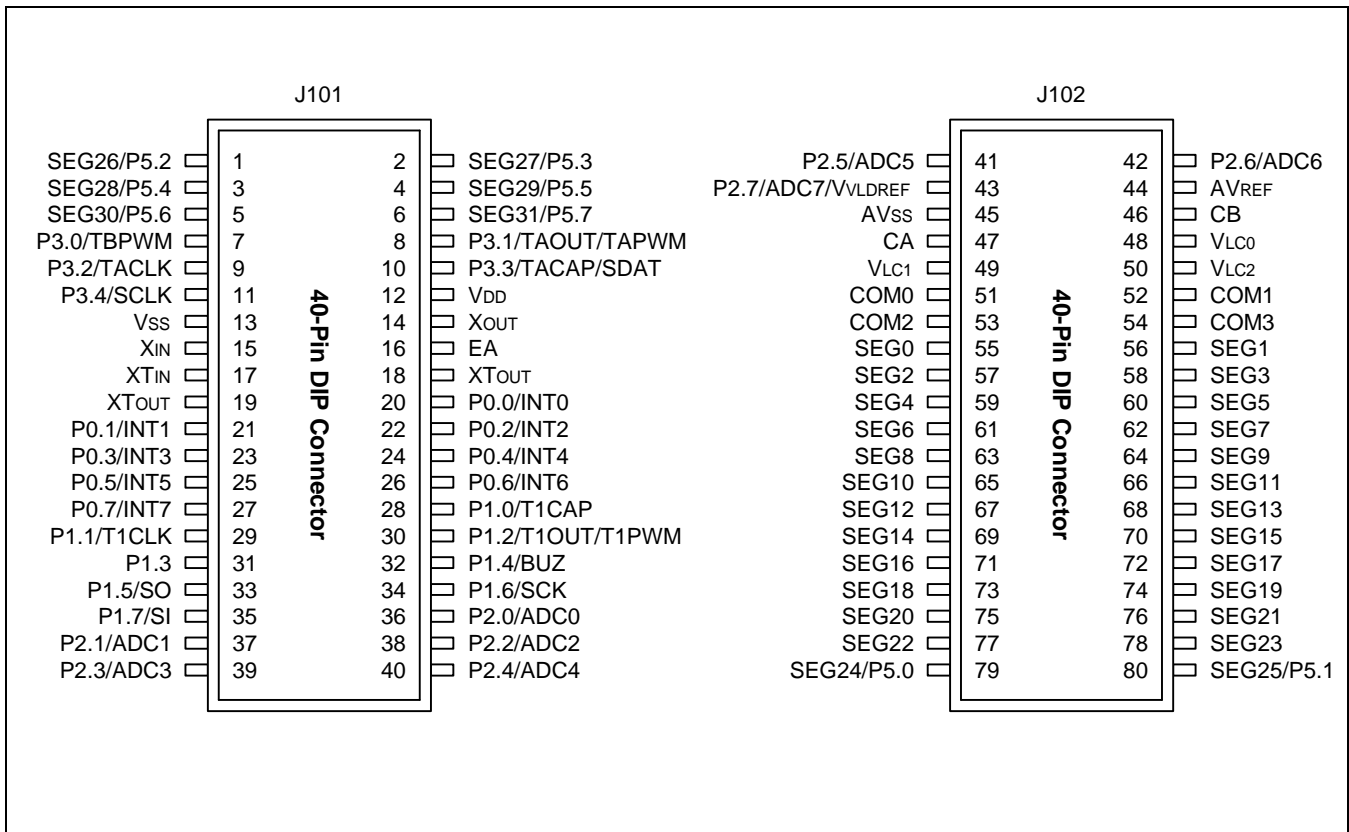 J101
SEG26/P5.2 1 2 SEG27/P5.3
SEG28/P5.4 3 4 SEG29/P5.5
SEG30/P5.6 5 6 SEG31/P5.7
P3.0/TBPWM 7 8 P3.1/TAOUT/TAPWM
P3.2/TACLK 9 10 P3.3/TACAP/SDAT
P3.4/SCLK 11 12 VDD
VSS 13 14 XOUT
XIN 15 16 EA
XTIN 17 18 XTOUT
XTOUT 19 20 P0.0/INT0
P0.1/INT1 21 22 P0.2/INT2
P0.3/INT3 23 24 P0.4/INT4
P0.5/INT5 25 26 P0.6/INT6
P0.7/INT7 27 28 P1.0/T1CAP
P1.1/T1CLK 29 30 P1.2/T1OUT/T1PWM
P1.3 31 32 P1.4/BUZ
P1.5/SO 33 34 P1.6/SCK
P1.7/SI 35 36 P2.0/ADC0
P2.1/ADC1 37 38 P2.2/ADC2
P2.3/ADC3 39 40 P2.4/ADC4
40-Pin DIP Connector
J102
P2.5/ADC5 41 42 P2.6/ADC6
P2.7/ADC7/VVLDREF 43 44 AVREF
AVSS 45 46 CB
CA 47 48 VLC0
VLC1 49 50 VLC2
COM0 51 52 COM1
COM2 53 54 COM3
SEG0 55 56 SEG1
SEG2 57 58 SEG3
SEG4 59 60 SEG5
SEG6 61 62 SEG7
SEG8 63 64 SEG9
SEG10 65 66 SEG11
SEG12 67 68 SEG13
SEG14 69 70 SEG15
SEG16 71 72 SEG17
SEG18 73 74 SEG19
SEG20 75 76 SEG21
SEG22 77 78 SEG23
SEG24/P5.0 79 80 SEG25/P5.1
40-Pin DIP Connector